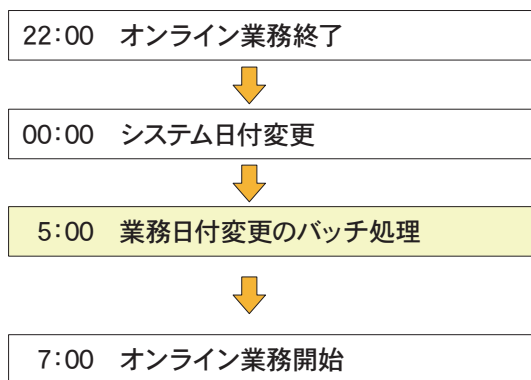 22:00 オンライン業務終了
00:00 システム日付変更
5:00 業務日付変更のバッチ処理
7:00 オンライン業務開始